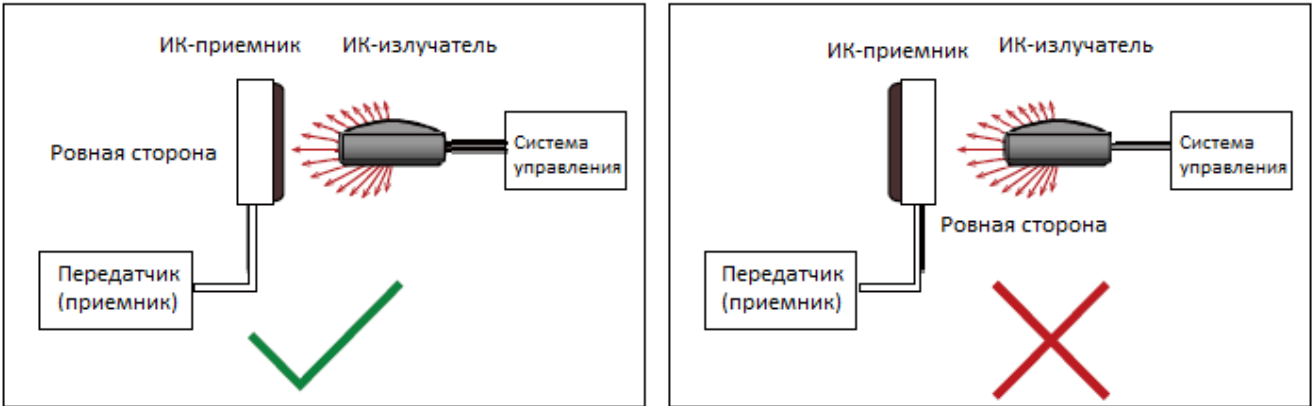 ИК-приемник
ИК-излучатель
Ровная сторона
Система
управления
Передатчик
(приемник)
ИК-приемник
ИК-излучатель
Система
управления
Ровная сторона
Передатчик
(приемник)